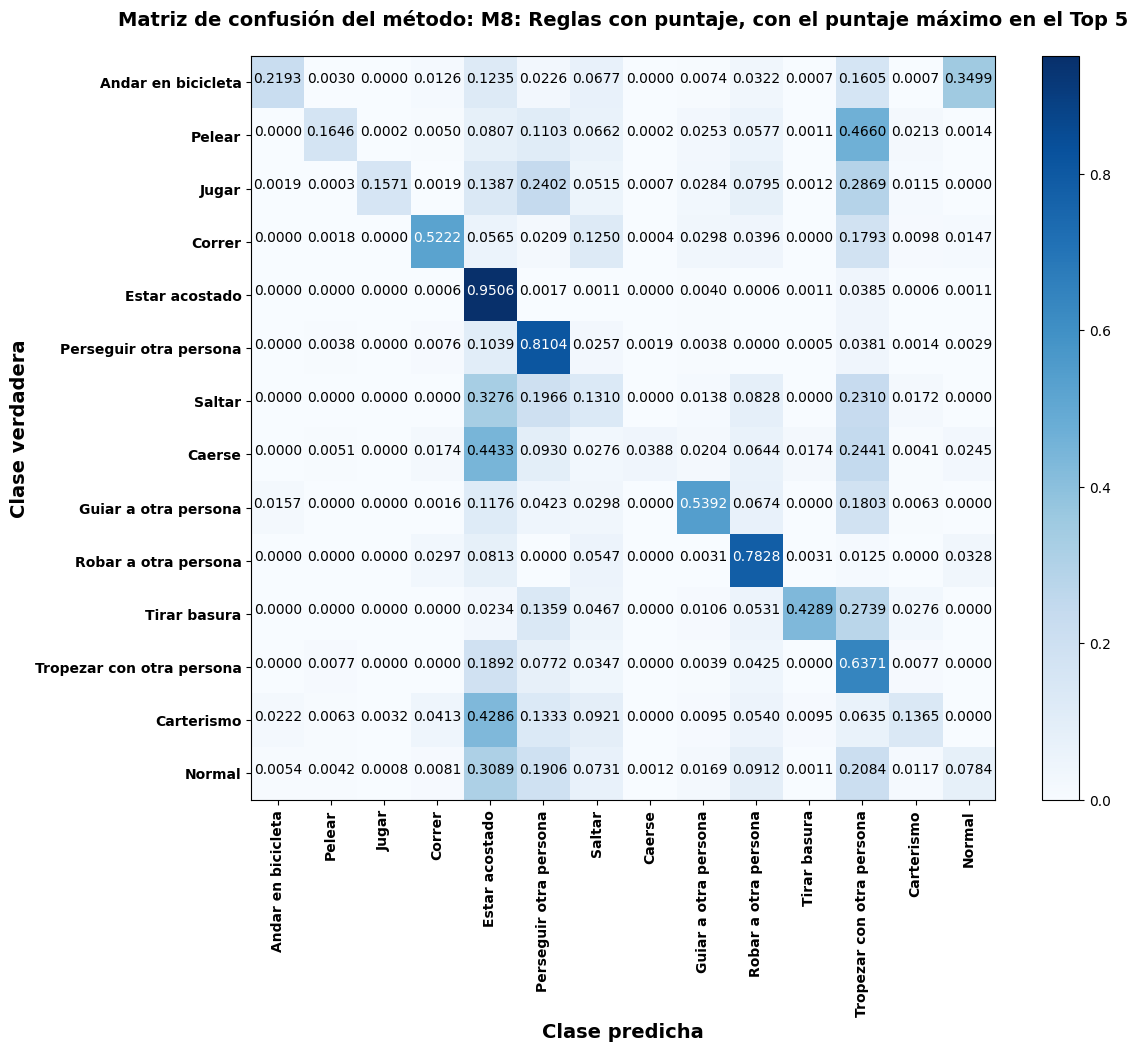 Matriz de confusión del método: M8: Reglas con puntaje, con el puntaje máximo en el Top 5
Clase verdadera
Andar en bicicleta 0.2193 0.0030 0.0000 0.0126 0.1235 0.0226 0.0677 0.0000 0.0074 0.0322 0.0007 0.1605 0.0007 0.3499
Pelear 0.0000 0.1646 0.0002 0.0050 0.0807 0.1103 0.0662 0.0002 0.0253 0.0577 0.0011 0.4660 0.0213 0.0014
Jugar 0.0019 0.0003 0.1571 0.0019 0.1387 0.2402 0.0515 0.0007 0.0284 0.0795 0.0012 0.2869 0.0115 0.0000
Correr 0.0000 0.0018 0.0000 0.5222 0.0565 0.0209 0.1250 0.0004 0.0298 0.0396 0.0000 0.1793 0.0098 0.0147
Estar acostado 0.0000 0.0000 0.0000 0.0006 0.9506 0.0017 0.0011 0.0000 0.0040 0.0006 0.0011 0.0385 0.0006 0.0011
Perseguir otra persona 0.0000 0.0038 0.0000 0.0076 0.1039 0.8104 0.0257 0.0019 0.0038 0.0000 0.0005 0.0381 0.0014 0.0029
Saltar 0.0000 0.0000 0.0000 0.0000 0.3276 0.1966 0.1310 0.0000 0.0138 0.0828 0.0000 0.2310 0.0172 0.0000
Caerse 0.0000 0.0051 0.0000 0.0174 0.4433 0.0930 0.0276 0.0388 0.0204 0.0644 0.0174 0.2441 0.0041 0.0245
Guiar a otra persona 0.0157 0.0000 0.0000 0.0016 0.1176 0.0423 0.0298 0.0000 0.5392 0.0674 0.0000 0.1803 0.0063 0.0000
Robar a otra persona 0.0000 0.0000 0.0000 0.0297 0.0813 0.0000 0.0547 0.0000 0.0031 0.7828 0.0031 0.0125 0.0000 0.0328
Tirar basura 0.0000 0.0000 0.0000 0.0000 0.0234 0.1359 0.0467 0.0000 0.0106 0.0531 0.4289 0.2739 0.0276 0.0000
Tropezar con otra persona 0.0000 0.0077 0.0000 0.0000 0.1892 0.0772 0.0347 0.0000 0.0039 0.0425 0.0000 0.6371 0.0077 0.0000
Carterismo 0.0222 0.0063 0.0032 0.0413 0.4286 0.1333 0.0921 0.0000 0.0095 0.0540 0.0095 0.0635 0.1365 0.0000
Normal 0.0054 0.0042 0.0008 0.0081 0.3089 0.1906 0.0731 0.0012 0.0169 0.0912 0.0011 0.2084 0.0117 0.0784
Andar en bicicleta
Pelear
Jugar
Correr
Estar acostado
Perseguir otra persona
Saltar
Caerse
Guiar a otra persona
Robar a otra persona
Tirar basura
Tropezar con otra persona
Carterismo
Normal
Clase predicha
0.8
0.6
0.4
0.2
0.0